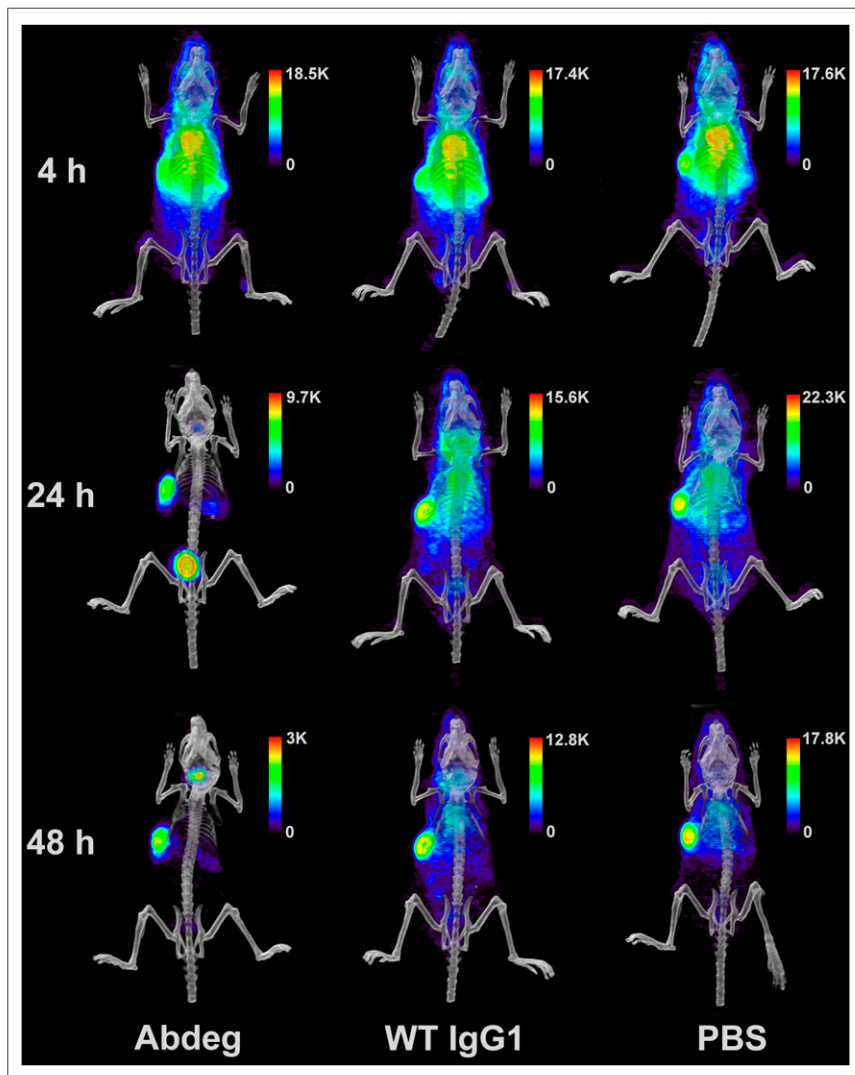 4 h
18.5K
0
17.4K
0
17.6K
0
24 h
9.7K
0
15.6K
0
22.3K
0
48 h
3K
0
12.8K
0
17.8K
0
Abdeg
WT IgG1
PBS